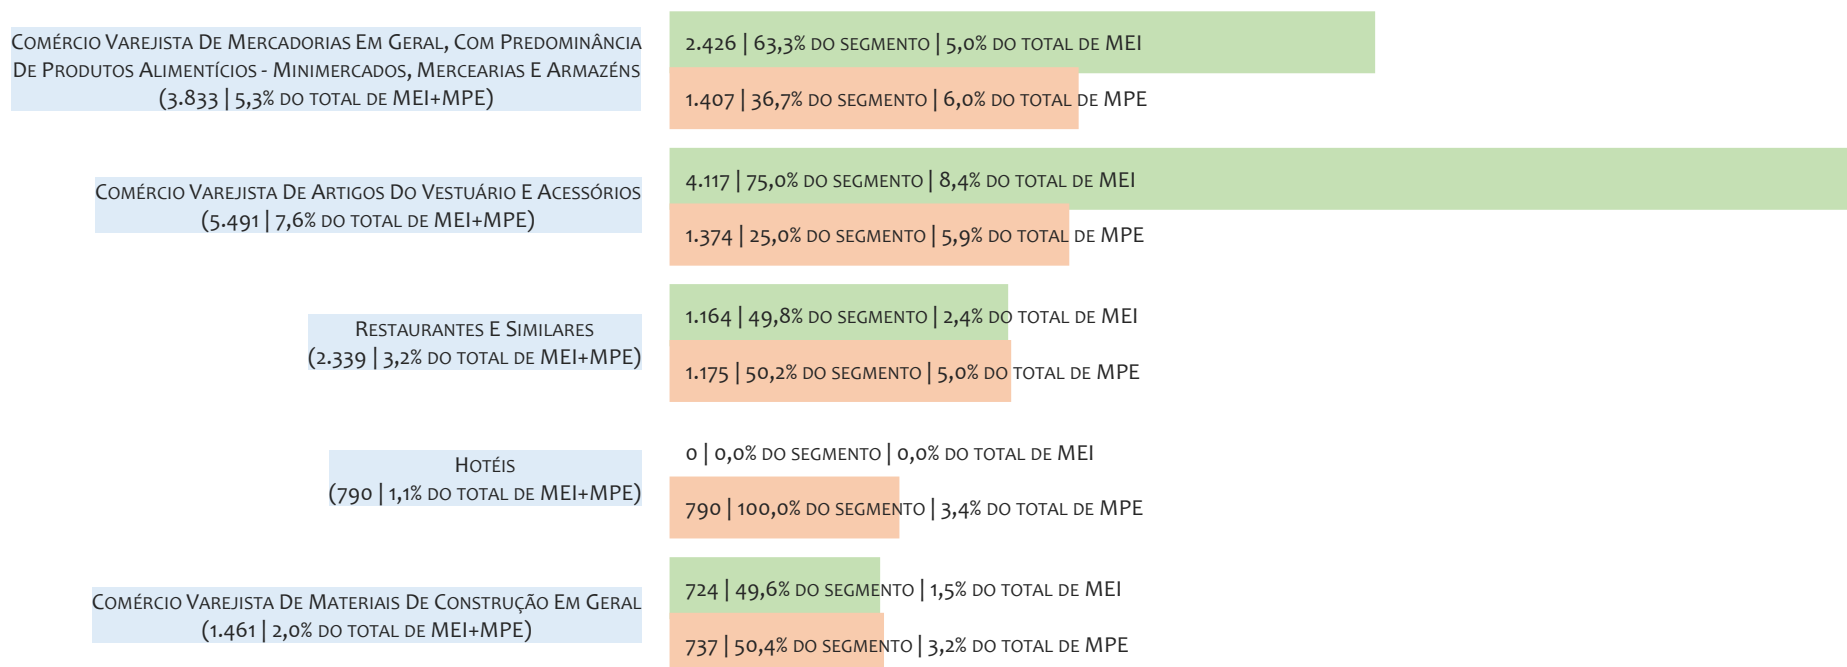 Comércio Varejista De Mercadorias Em Geral, Com Predominância
De Produtos Alimentícios - Minimercados, Mercearias E Armazéns
(3.833 | 5,3% do total de MEI+MPE)
2.426 | 63,3% do segmento | 5,0% do total de MEI
1.407 | 36,7% do segmento | 6,0% do total de MPE
Comércio Varejista De Artigos Do Vestuário E Acessórios
(5.491 | 7,6% do total de MEI+MPE)
4.117 | 75,0% do segmento | 8,4% do total de MEI
1.374 | 25,0% do segmento | 5,9% do total de MPE
Restaurantes E Similares
(2.339 | 3,2% do total de MEI+MPE)
1.164 | 49,8% do segmento | 2,4% do total de MEI
1.175 | 50,2% do segmento | 5,0% do total de MPE
Hotéis
(790 | 1,1% do total de MEI+MPE)
0 | 0,0% do segmento | 0,0% do total de MEI
790 | 100,0% do segmento | 3,4% do total de MPE
Comércio Varejista De Materiais De Construção Em Geral
(1.461 | 2,0% do total de MEI+MPE)
724 | 49,6% do segmento | 1,5% do total de MEI
737 | 50,4% do segmento | 3,2% do total de MPE